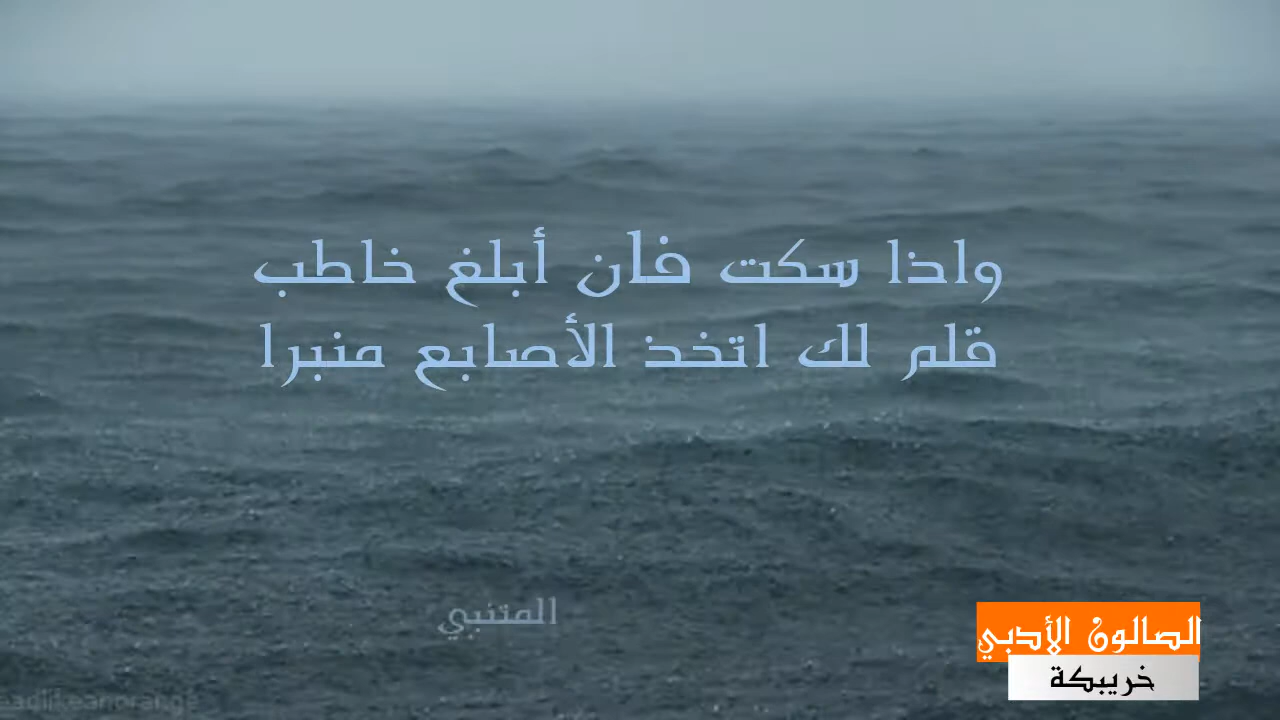 واذا سكت فان أبلغ خاطب
قلم لك اتخذ الأصابع منبرا
المتنبي
الصالون الأدبي
خريبكة